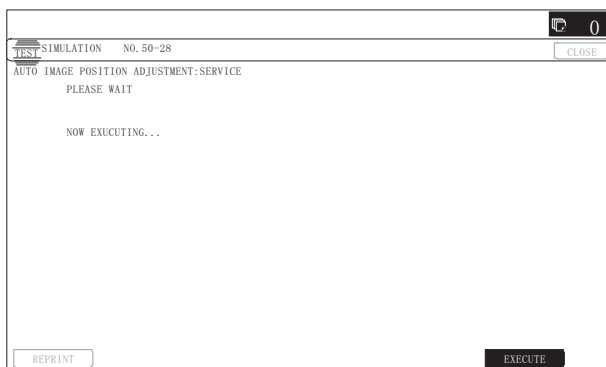 0
TEST SIMULATION NO. 50-28
CLOSE
AUTO IMAGE POSITION ADJUSTMENT:SERVICE
PLEASE WAIT
NOW EXUCUTING...
REPRINT EXECUTE